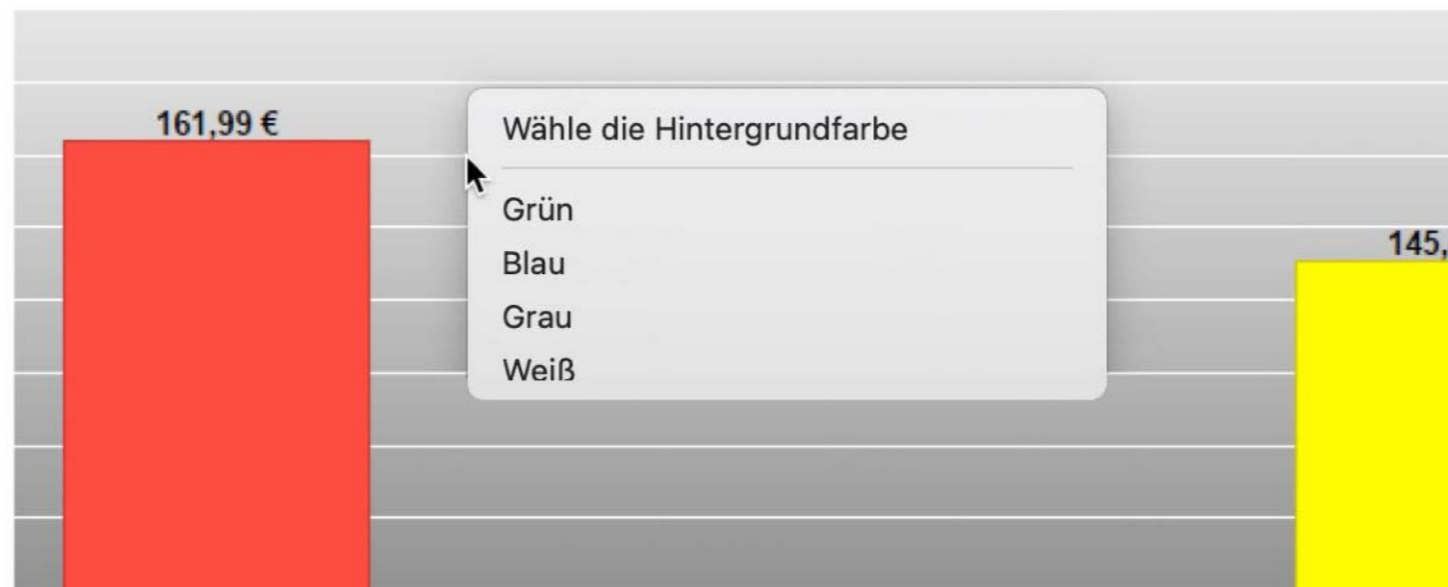 161,99 €
Wähle die Hintergrundfarbe
Grün
Blau
Grau
Weiß
145,